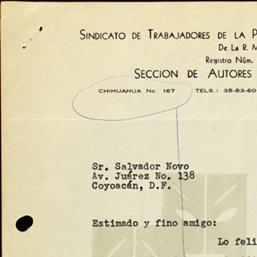 SINDICATO DE TRABAJADORES DE LA P
DE LA R. M
Registro Núm.
SECCION DE AUTORES
CHIHUAHUA No. 167 TELS.: 35-83-60
Sr. Salvador Novo
Av. Juárez No. 138
Coyoacán, D.F.
Estimado y fino amigo:
Lo feli